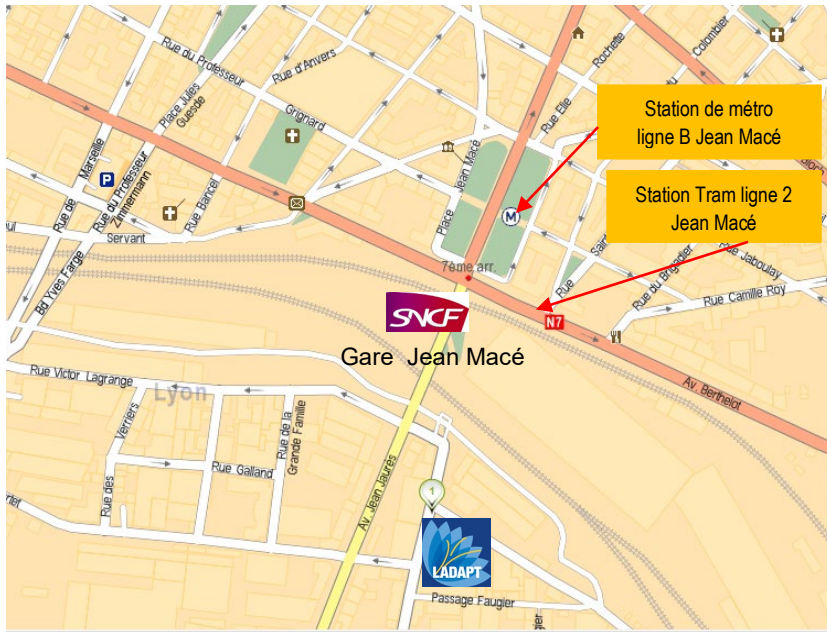 Rue du Professeur
Grignard
Rue d'Anvers
Place Jules
Guesde
Rochette
Colombier
Rue Elie
Station de métro
ligne B Jean Macé
Rue de
Marseille
Rue du Professeur
Zimmermann
P
Rue Bancel
Place
Jean Macé
M
Station Tram ligne 2
Jean Macé
Servant
Bd Yves Farge
7ème arr.
Rue
Rue du Brigadier
Rue Jaboulay
Rue Camille Roy
SNCF
N7
Gare Jean Macé
Av. Berthelot
Rue Victor Lagrange
Lyon
Rue des
Verriers
Rue de la
Grande Famille
Rue Galland
Av. Jean Jaurès
1
LADAPT
Passage Faugier